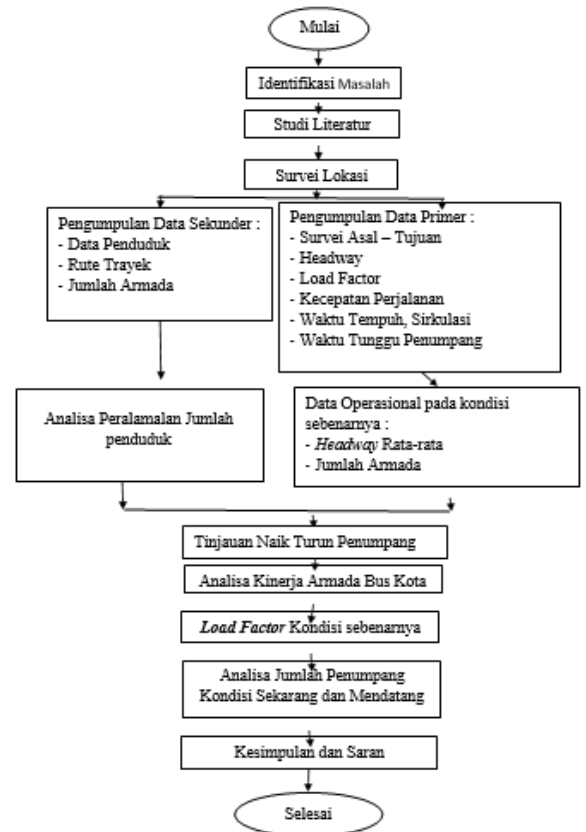 Mulai
Identifikasi Masalah
Studi Literatur
Survei Lokasi
Pengumpulan Data Sekunder :
- Data Penduduk
- Rute Trayek
- Jumlah Armada
Pengumpulan Data Primer :
- Survei Asal – Tujuan
- Headway
- Load Factor
- Kecepatan Perjalanan
- Waktu Tempuh, Sirkulasi
- Waktu Tunggu Penumpang
Analisa Peralamalan Jumlah
penduduk
Data Operasional pada kondisi
sebenarnya :
- Headway Rata-rata
- Jumlah Armada
Tinjauan Naik Turun Penumpang
Analisa Kinerja Armada Bus Kota
Load Factor Kondisi sebenarnya
Analisa Jumlah Penumpang
Kondisi Sekarang dan Mendatang
Kesimpulan dan Saran
Selesai